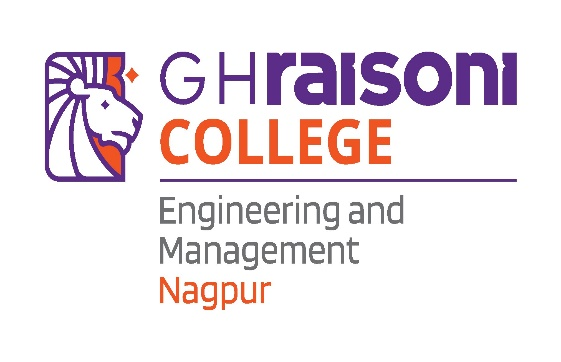 GHraisoni
COLLEGE
Engineering and
Management
Nagpur